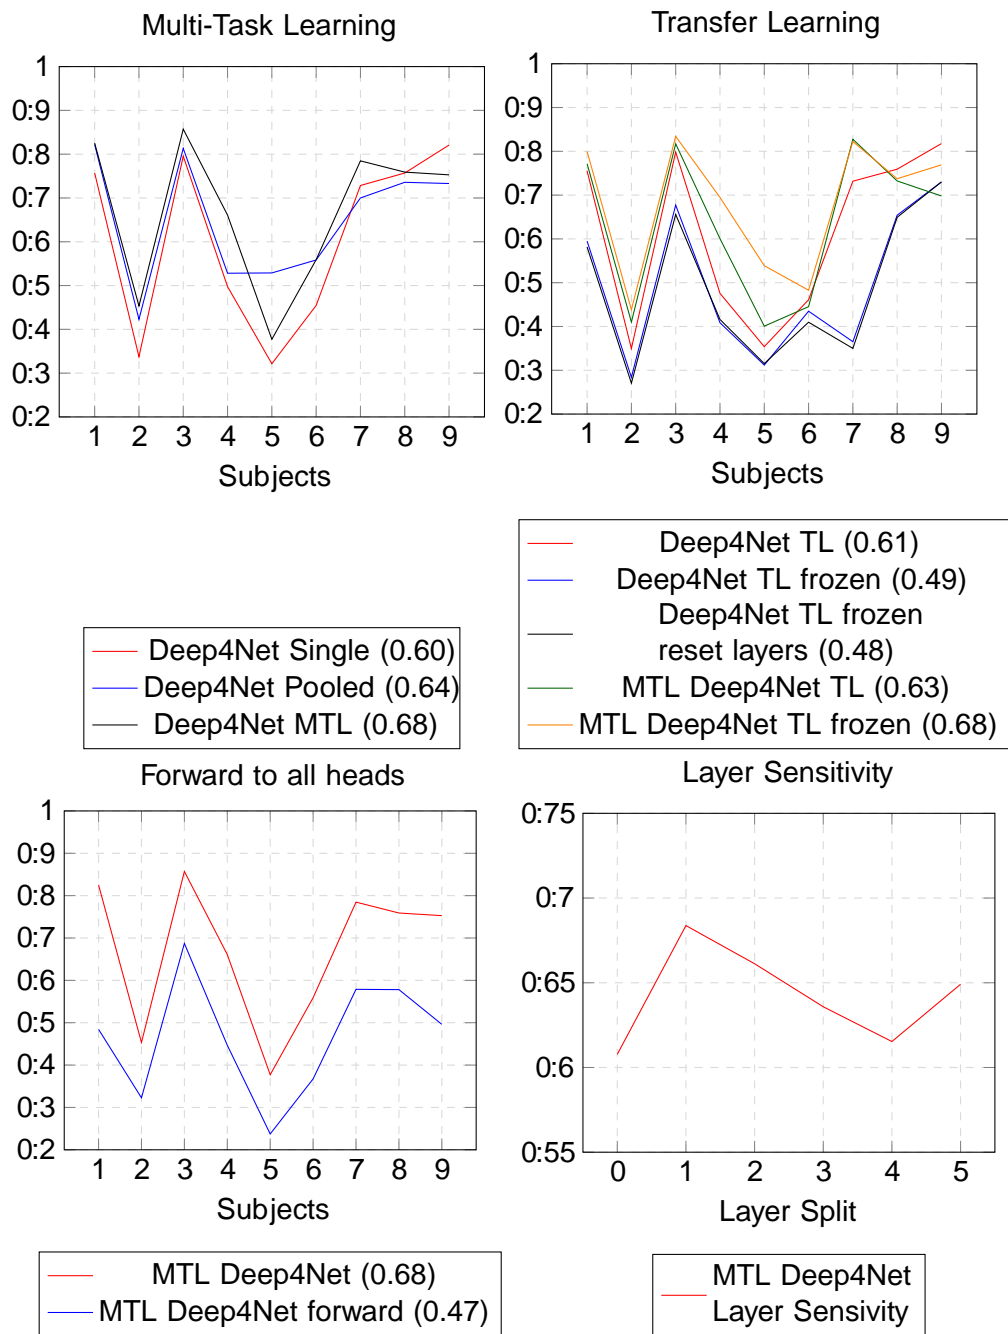 Multi-Task Learning
1
0:9
0:8
0:7
0:6
0:5
0:4
0:3
0:2
1 2 3 4 5 6 7 8 9
Subjects
Deep4Net Single (0.60)
Deep4Net Pooled (0.64)
Deep4Net MTL (0.68)
Transfer Learning
1
0:9
0:8
0:7
0:6
0:5
0:4
0:3
0:2
1 2 3 4 5 6 7 8 9
Subjects
Deep4Net TL (0.61)
Deep4Net TL frozen (0.49)
Deep4Net TL frozen
reset layers (0.48)
MTL Deep4Net TL (0.63)
MTL Deep4Net TL frozen (0.68)
Forward to all heads
1
0:9
0:8
0:7
0:6
0:5
0:4
0:3
0:2
1 2 3 4 5 6 7 8 9
Subjects
MTL Deep4Net (0.68)
MTL Deep4Net forward (0.47)
Layer Sensitivity
0:75
0:7
0:65
0:6
0:55
0 1 2 3 4 5
Layer Split
MTL Deep4Net
Layer Sensivity